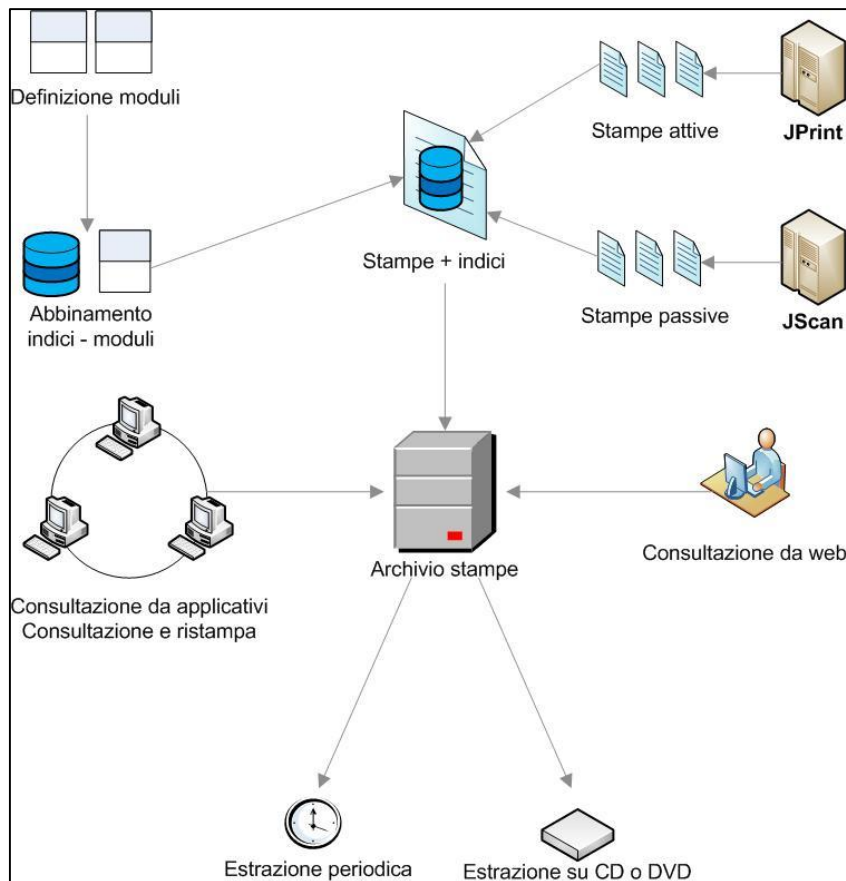 Definizione moduli
Stampe attive
JPrint
Stampe + indici
Abbinamento
indici - moduli
Stampe passive
JScan
Archivio stampe
Consultazione da web
Consultazione da applicativi
Consultazione e ristampa
Estrazione periodica
Estrazione su CD o DVD